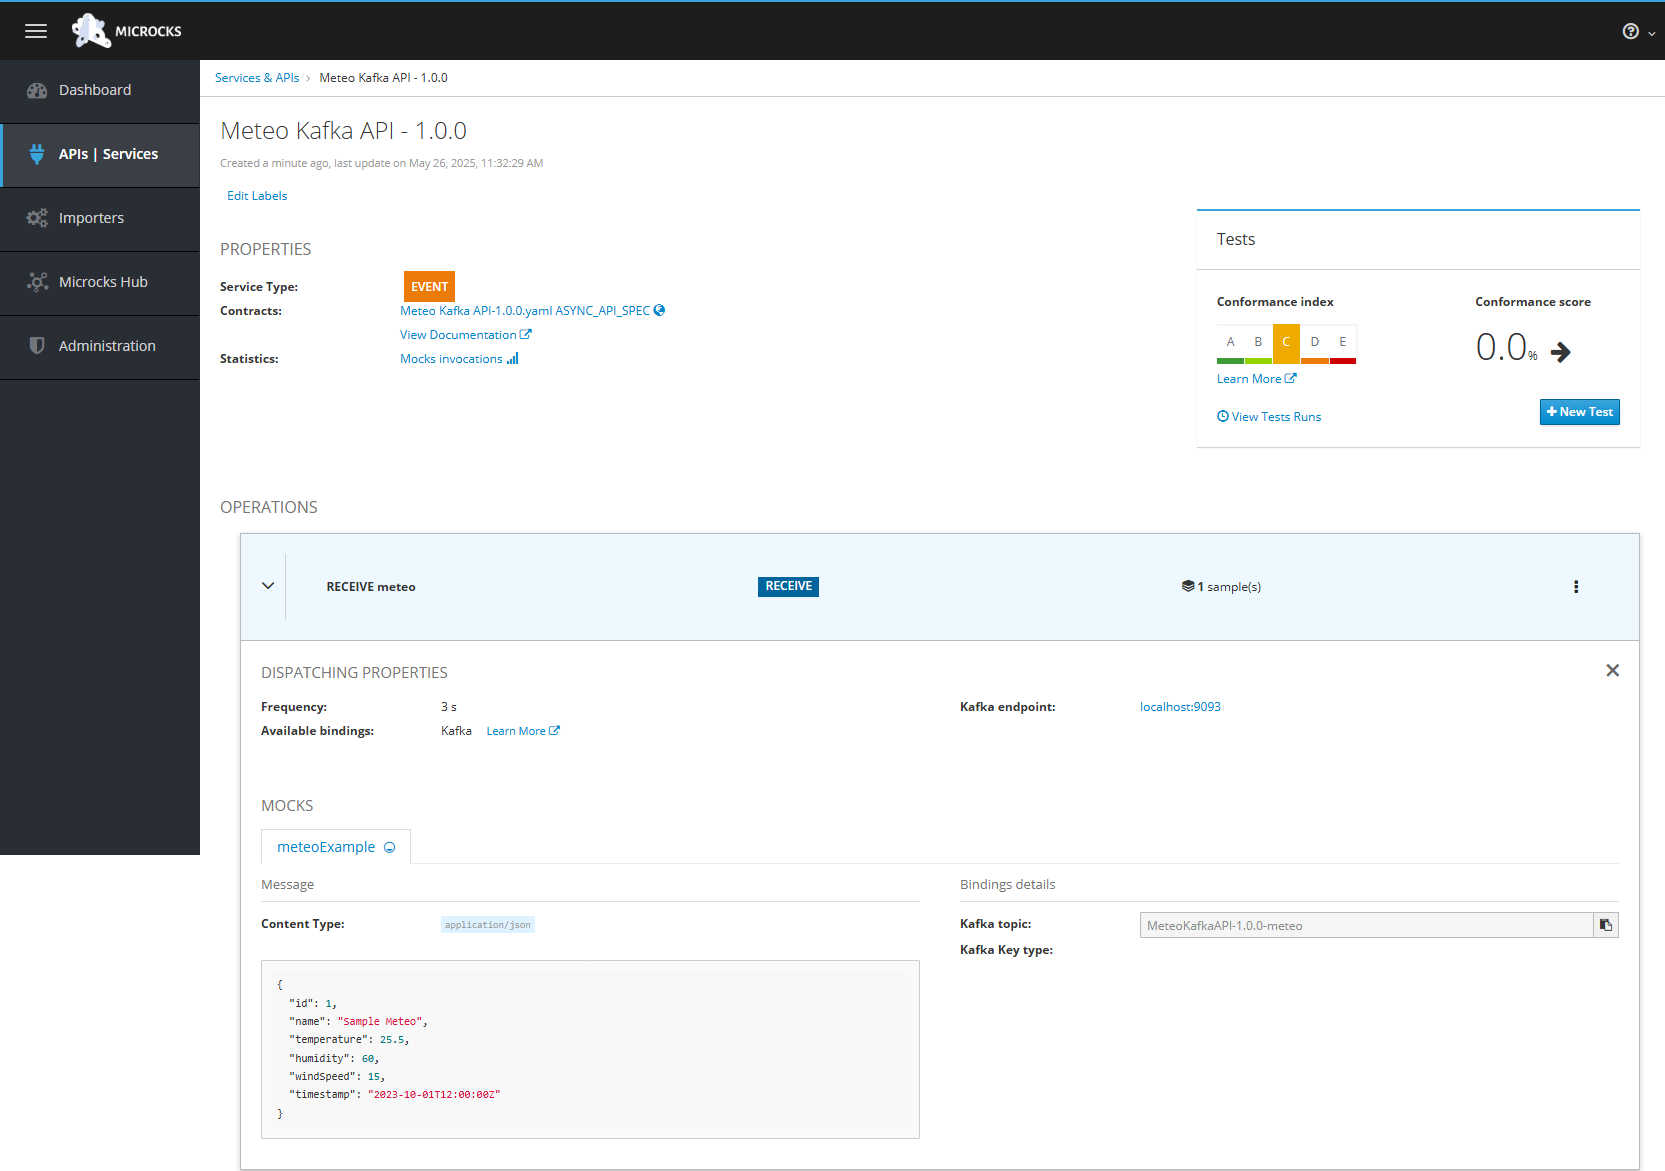 MICROCKS
Dashboard
APIs | Services
Importers
Microcks Hub
Administration
Services & APIs > Meteo Kafka API - 1.0.0
Meteo Kafka API - 1.0.0
Created a minute ago, last update on May 26, 2025, 11:32:29 AM
Edit Labels
PROPERTIES
Service Type: EVENT
Contracts: Meteo Kafka API-1.0.0.yaml ASYNC_API_SPEC
View Documentation
Statistics: Mocks invocations
Tests
Conformance index Conformance score
A B C D E
0.0%
Learn More
View Tests Runs
New Test
OPERATIONS
RECEIVE meteo RECEIVE 1 sample(s)
DISPATCHING PROPERTIES
Frequency: 3 s Kafka endpoint: localhost:9093
Available bindings: Kafka Learn More
MOCKS
meteoExample
Message
Content Type: application/json
{
"id": 1,
"name": "Sample Meteo",
"temperature": 25.5,
"humidity": 60,
"windSpeed": 15,
"timestamp": "2023-10-01T12:00:00Z"
}
Bindings details
Kafka topic: MeteoKafkaAPI-1.0.0-meteo
Kafka Key type: